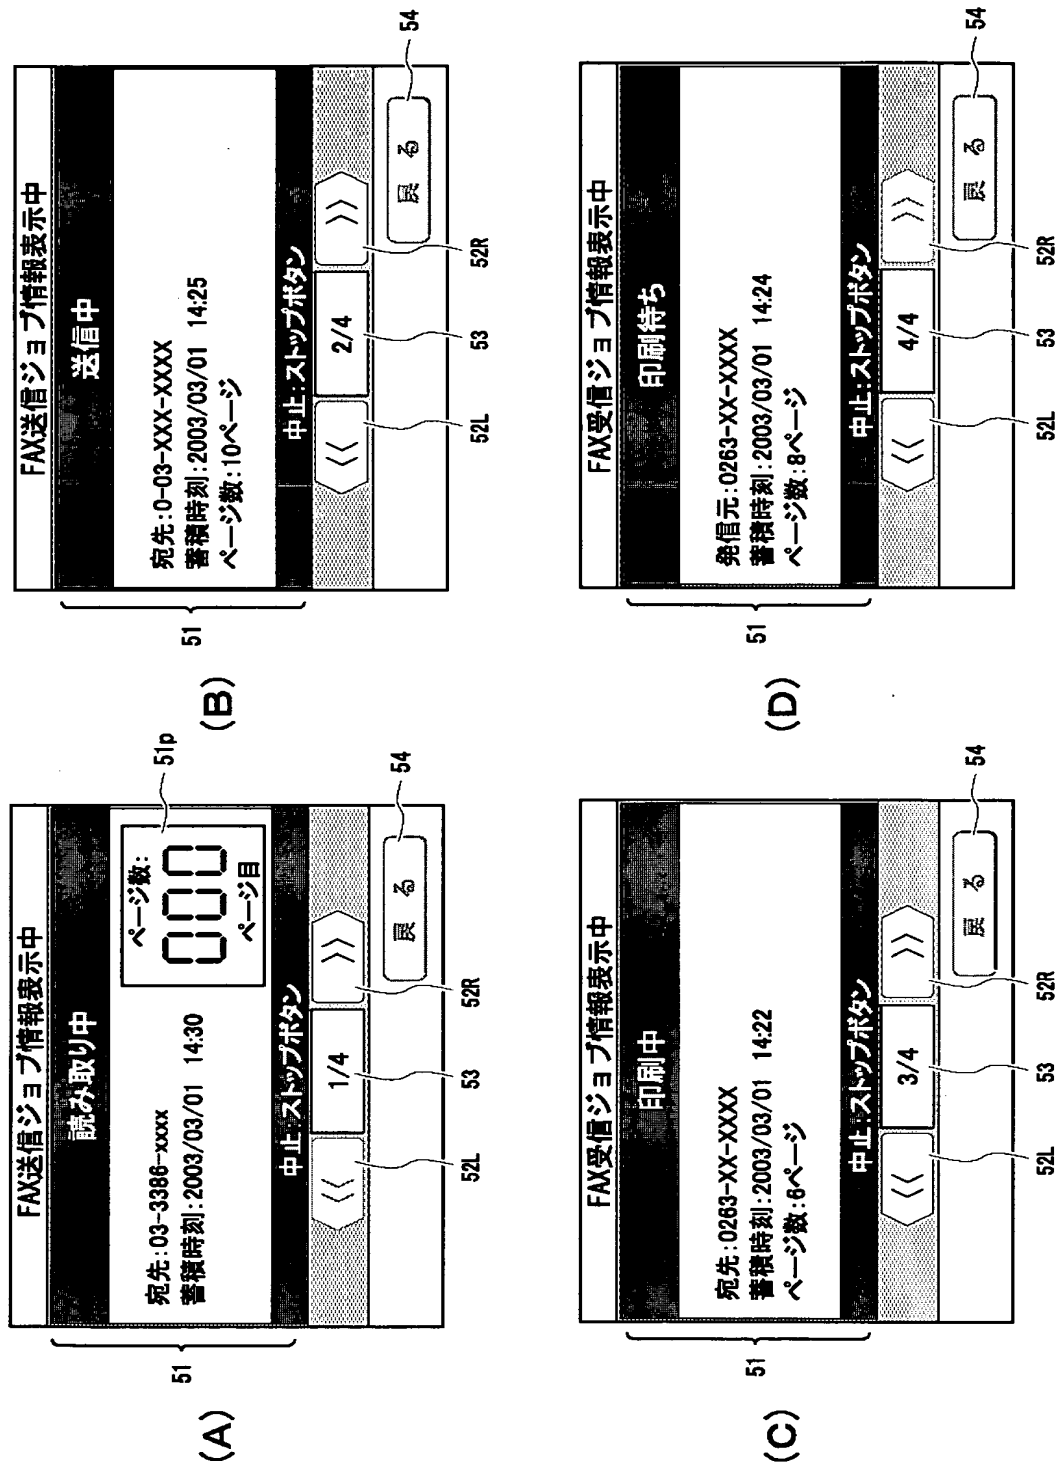 (A)
FAX送信ジョブ情報表示中
読み取り中
宛先:03-3386-xxxx
蓄積時刻:2003/03/01 14:30
ページ数:
000
ページ目
中止:ストップボタン
<<
1/4
>>
戻る
51
51p
52L
53
52R
54
(B)
FAX送信ジョブ情報表示中
送信中
宛先:0-03-XXX-XXXX
蓄積時刻:2003/03/01 14:25
ページ数:10ページ
中止:ストップボタン
<<
2/4
>>
戻る
51
52L
53
52R
54
(C)
FAX受信ジョブ情報表示中
印刷中
宛先:0263-XX-XXXX
蓄積時刻:2003/03/01 14:22
ページ数:6ページ
中止:ストップボタン
<<
3/4
>>
戻る
51
52L
53
52R
54
(D)
FAX受信ジョブ情報表示中
印刷待ち
発信元:0263-XX-XXXX
蓄積時刻:2003/03/01 14:24
ページ数:8ページ
中止:ストップボタン
<<
4/4
>>
戻る
51
52L
53
52R
54